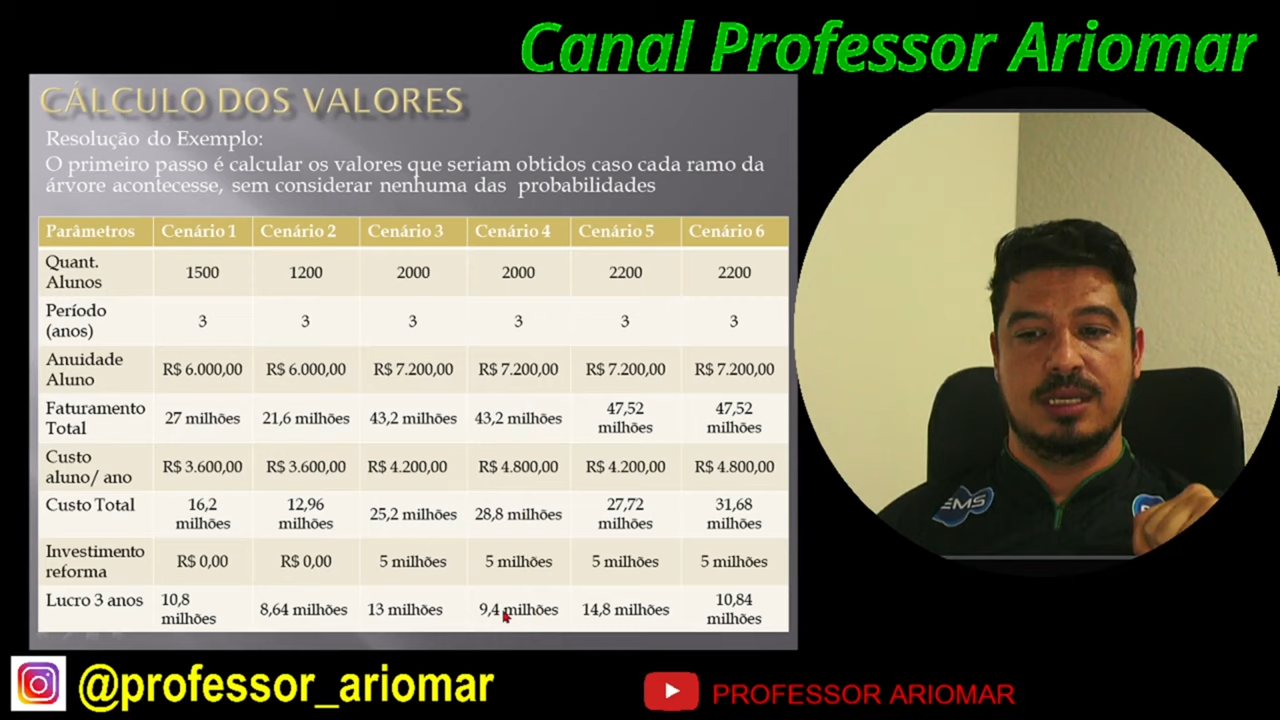 Canal Professor Ariomar
CÁLCULO DOS VALORES
Resolução do Exemplo:
O primeiro passo é calcular os valores que seriam obtidos caso cada ramo da
árvore acontecesse, sem considerar nenhuma das probabilidades
Parâmetros Cenário 1 Cenário 2 Cenário 3 Cenário 4 Cenário 5 Cenário 6
Quant. Alunos 1500 1200 2000 2000 2200 2200
Período (anos) 3 3 3 3 3 3
Anuidade Aluno R$ 6.000,00 R$ 6.000,00 R$ 7.200,00 R$ 7.200,00 R$ 7.200,00 R$ 7.200,00
Faturamento Total 27 milhões 21,6 milhões 43,2 milhões 43,2 milhões 47,52 milhões 47,52 milhões
Custo aluno/ ano R$ 3.600,00 R$ 3.600,00 R$ 4.200,00 R$ 4.800,00 R$ 4.200,00 R$ 4.800,00
Custo Total 16,2 milhões 12,96 milhões 25,2 milhões 28,8 milhões 27,72 milhões 31,68 milhões
Investimento reforma R$ 0,00 R$ 0,00 5 milhões 5 milhões 5 milhões 5 milhões
Lucro 3 anos 10,8 milhões 8,64 milhões 13 milhões 9,4 milhões 14,8 milhões 10,84 milhões
EMS
@professor_ariomar
PROFESSOR ARIOMAR